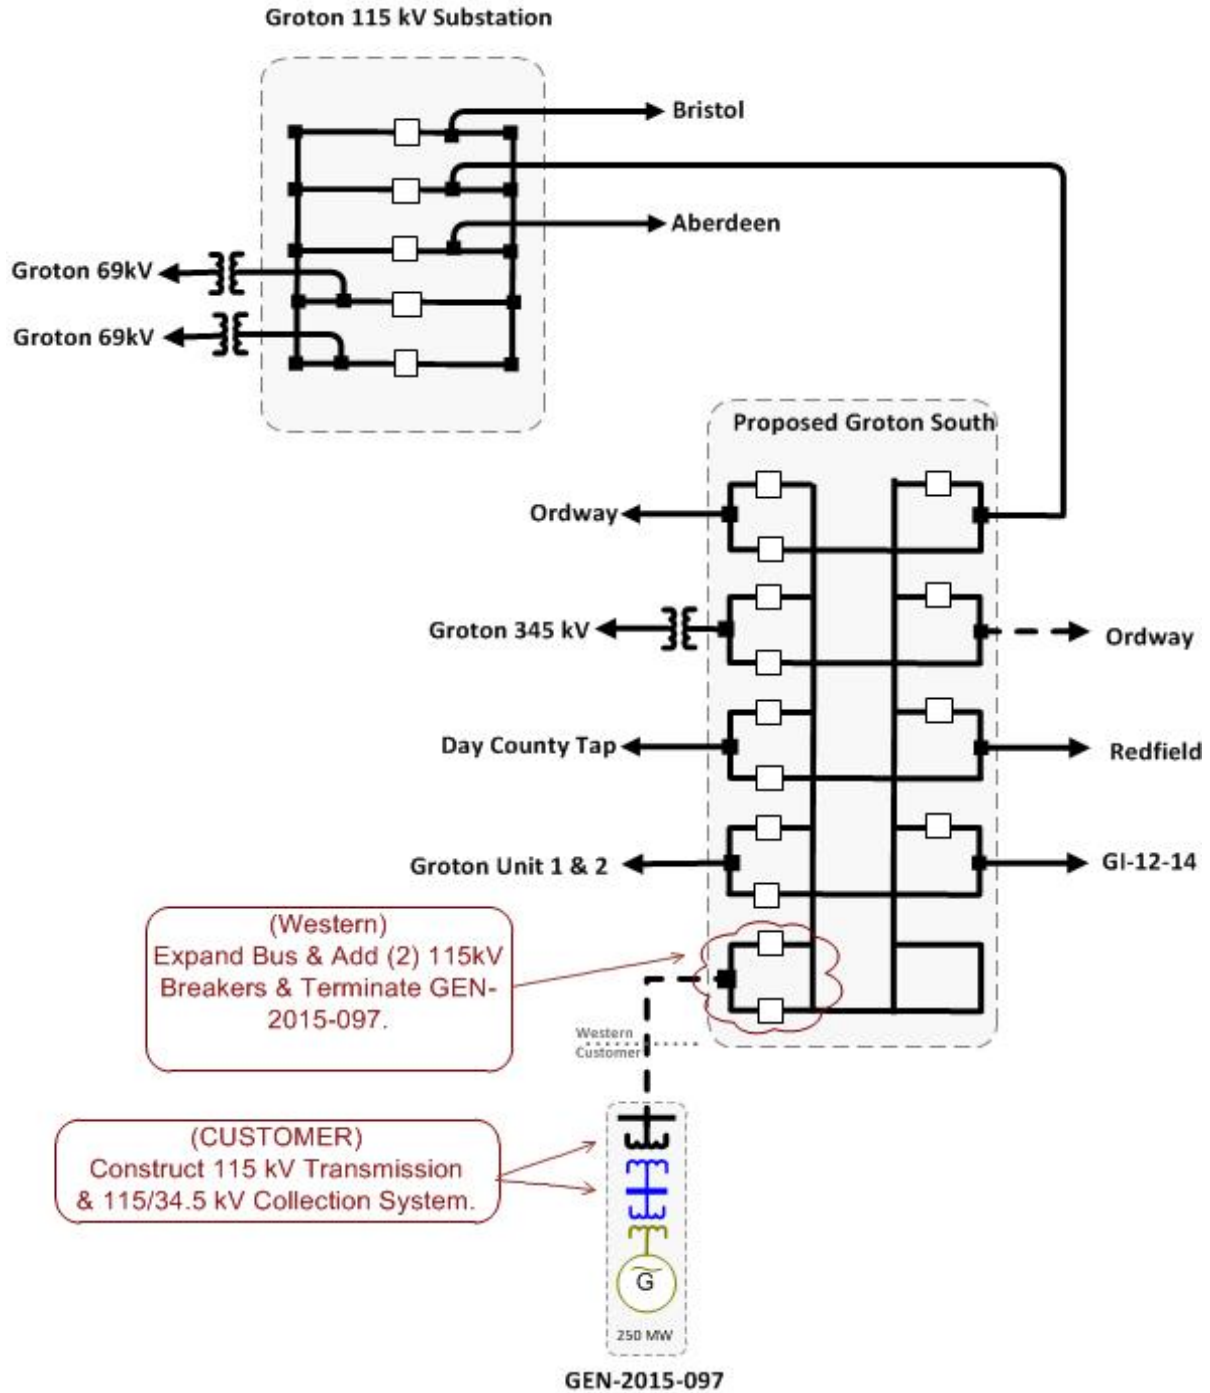 Groton 115 kV Substation
Bristol
Aberdeen
Groton 69kV
Groton 69kV
Proposed Groton South
Ordway
Groton 345 kV
Ordway
Day County Tap
Redfield
Groton Unit 1 & 2
GI-12-14
(Western)
Expand Bus & Add (2) 115kV
Breakers & Terminate GEN-
2015-097.
Western
Customer
(CUSTOMER)
Construct 115 kV Transmission
& 115/34.5 kV Collection System.
G
250 MW
GEN-2015-097